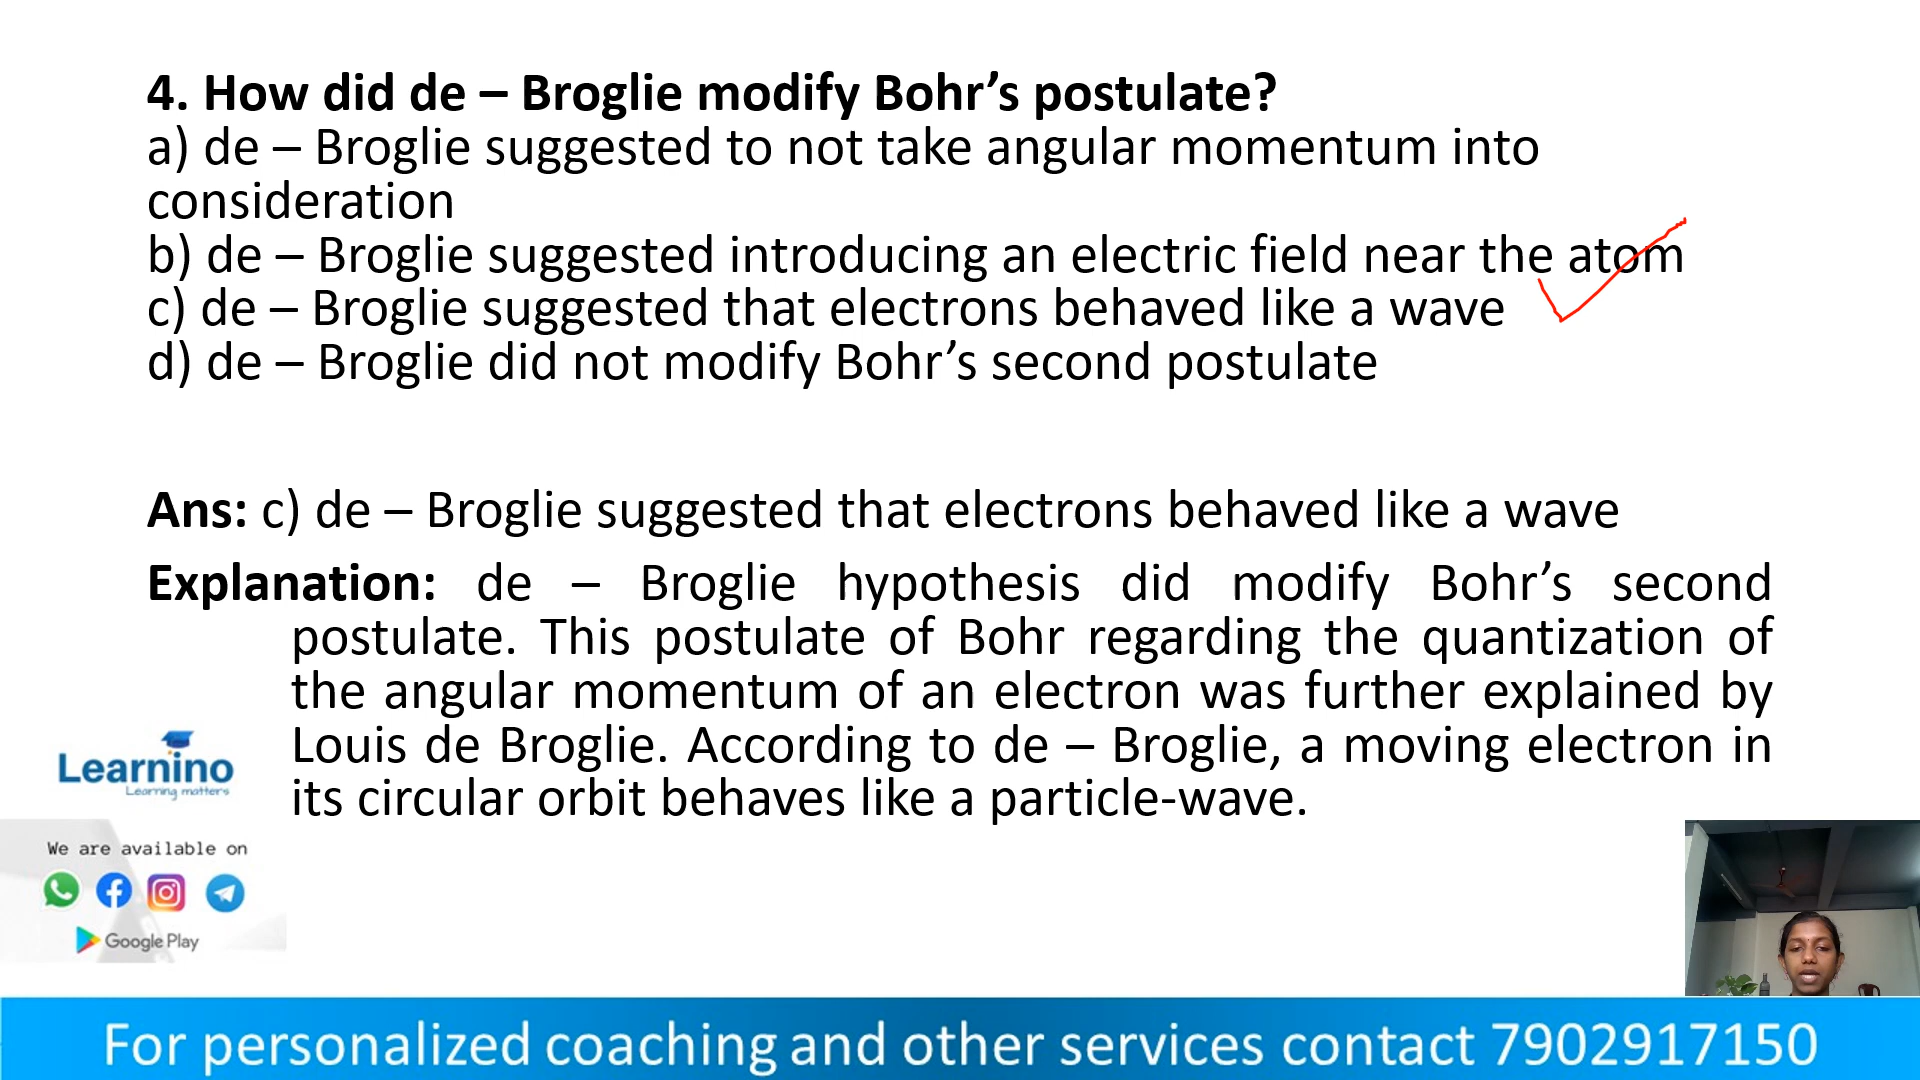 4. How did de – Broglie modify Bohr’s postulate?
a) de – Broglie suggested to not take angular momentum into
consideration
b) de – Broglie suggested introducing an electric field near the atom
c) de – Broglie suggested that electrons behaved like a wave
d) de – Broglie did not modify Bohr’s second postulate
Ans: c) de – Broglie suggested that electrons behaved like a wave
Explanation: de – Broglie hypothesis did modify Bohr’s second
postulate. This postulate of Bohr regarding the quantization of
the angular momentum of an electron was further explained by
Louis de Broglie. According to de – Broglie, a moving electron in
its circular orbit behaves like a particle-wave.
Learnino
Learning matters
We are available on
Google Play
For personalized coaching and other services contact 7902917150